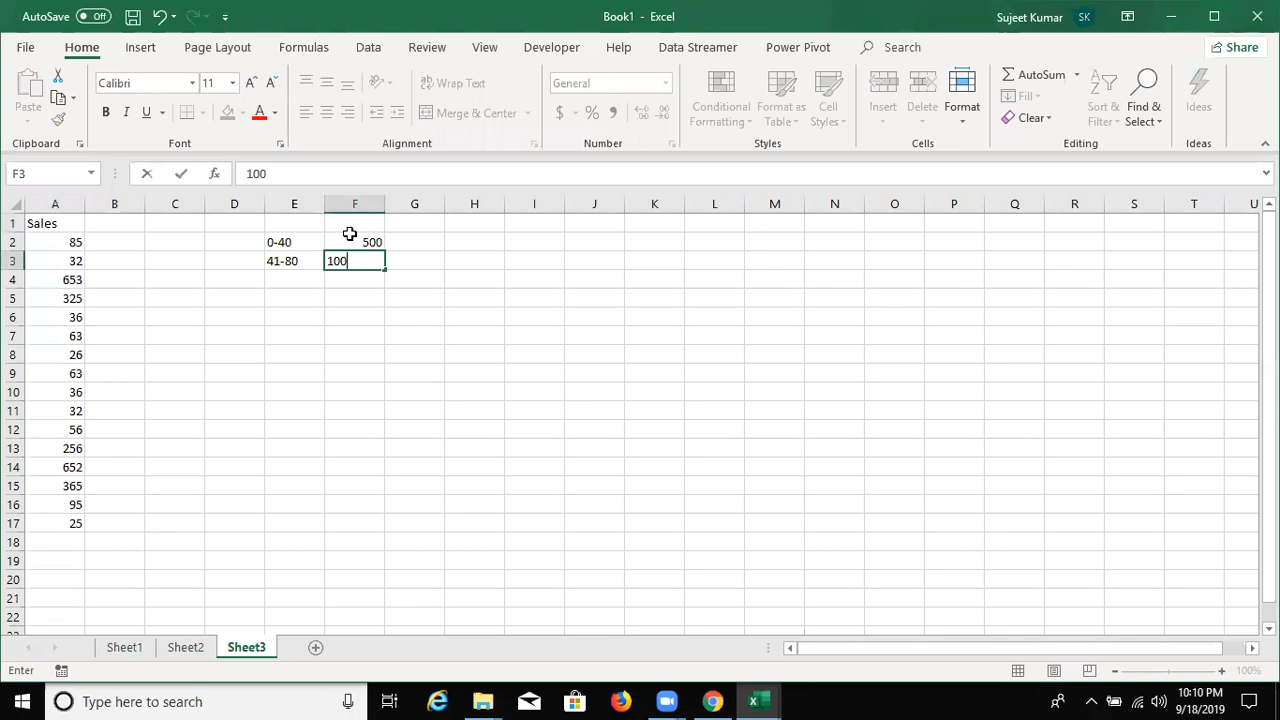 AutoSave Off Book1 - Excel Sujeet Kumar SK
File Home Insert Page Layout Formulas Data Review View Developer Help Data Streamer Power Pivot Search Share
Paste Calibri 11 A A Wrap Text General Conditional Formatting Format as Table Cell Styles Insert Delete Format AutoSum Sort & Filter Find & Select Ideas
B I U A Merge & Center $ % , Fill
Clear
Clipboard Font Alignment Number Styles Cells Editing Ideas
F3 fx 100
A B C D E F G H I J K L M N O P Q R S T U
1 Sales
2 85 0-40 500
3 32 41-80 100
4 653
5 325
6 36
7 63
8 26
9 63
10 36
11 32
12 56
13 256
14 652
15 365
16 95
17 25
18
19
20
21
22
Sheet1 Sheet2 Sheet3
Enter 100%
Type here to search 10:10 PM
9/18/2019